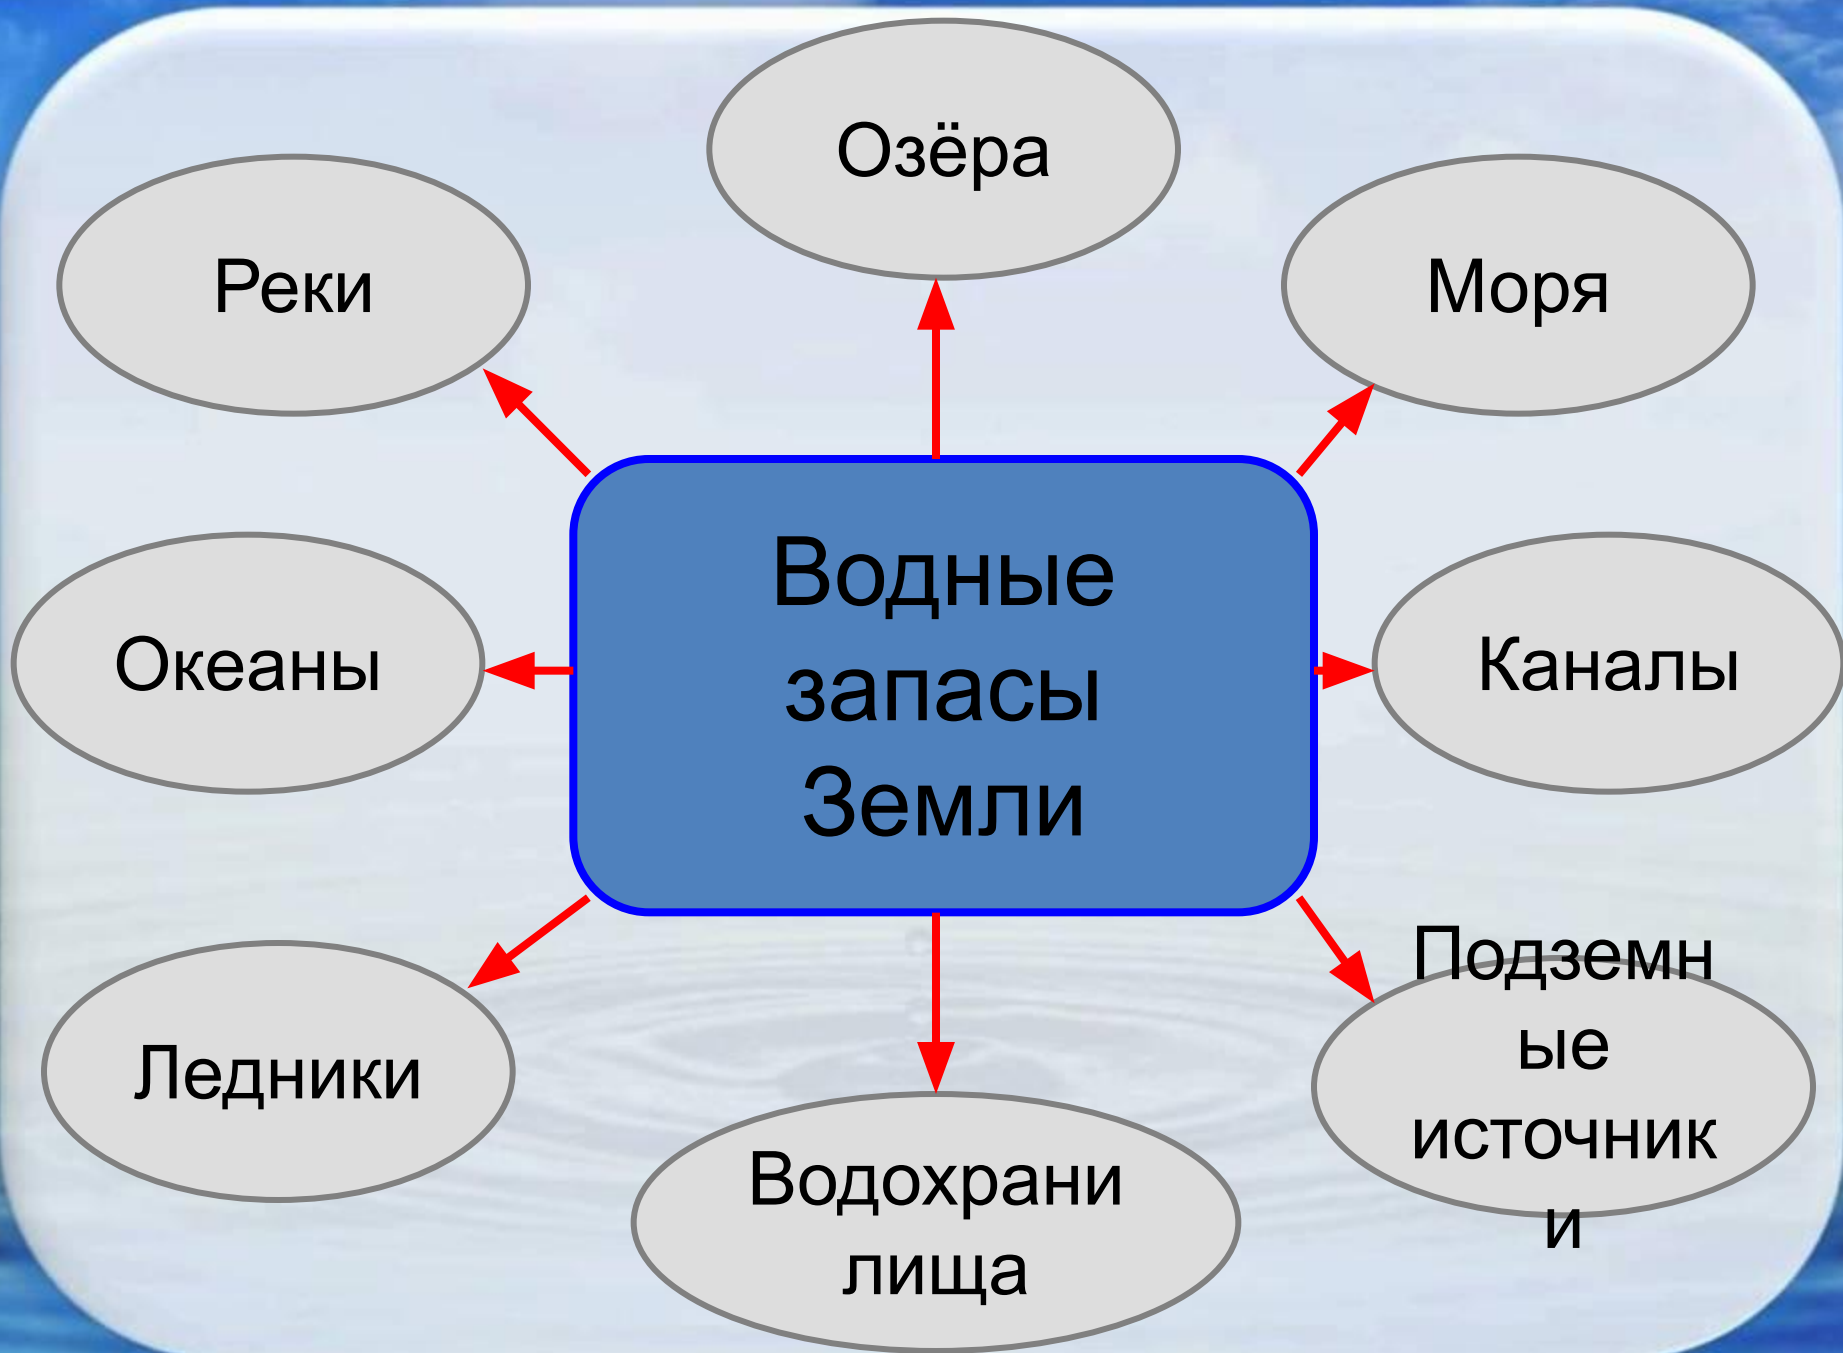 Озёра
Реки
Моря
Водные
запасы
Земли
Океаны
Каналы
Ледники
Подземн
ые
источник
и
Водохрани
лища